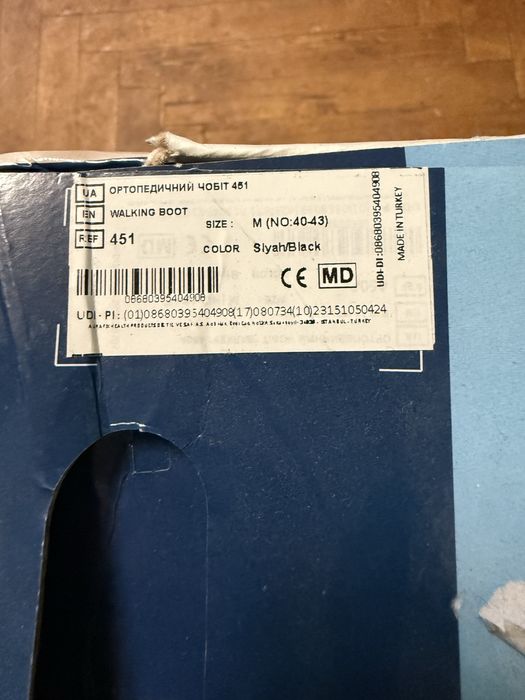 UA ОРТОПЕДИЧНИЙ ЧОБІТ 451
EN WALKING BOOT
SIZE : M (NO:40-43)
REF 451
COLOR Siyah/Black
CE MD
08680395404908
UDI - PI : (01)08680395404908(17)080734(10)23151050424
UDI-DI:08680395404908
MADE IN TURKEY